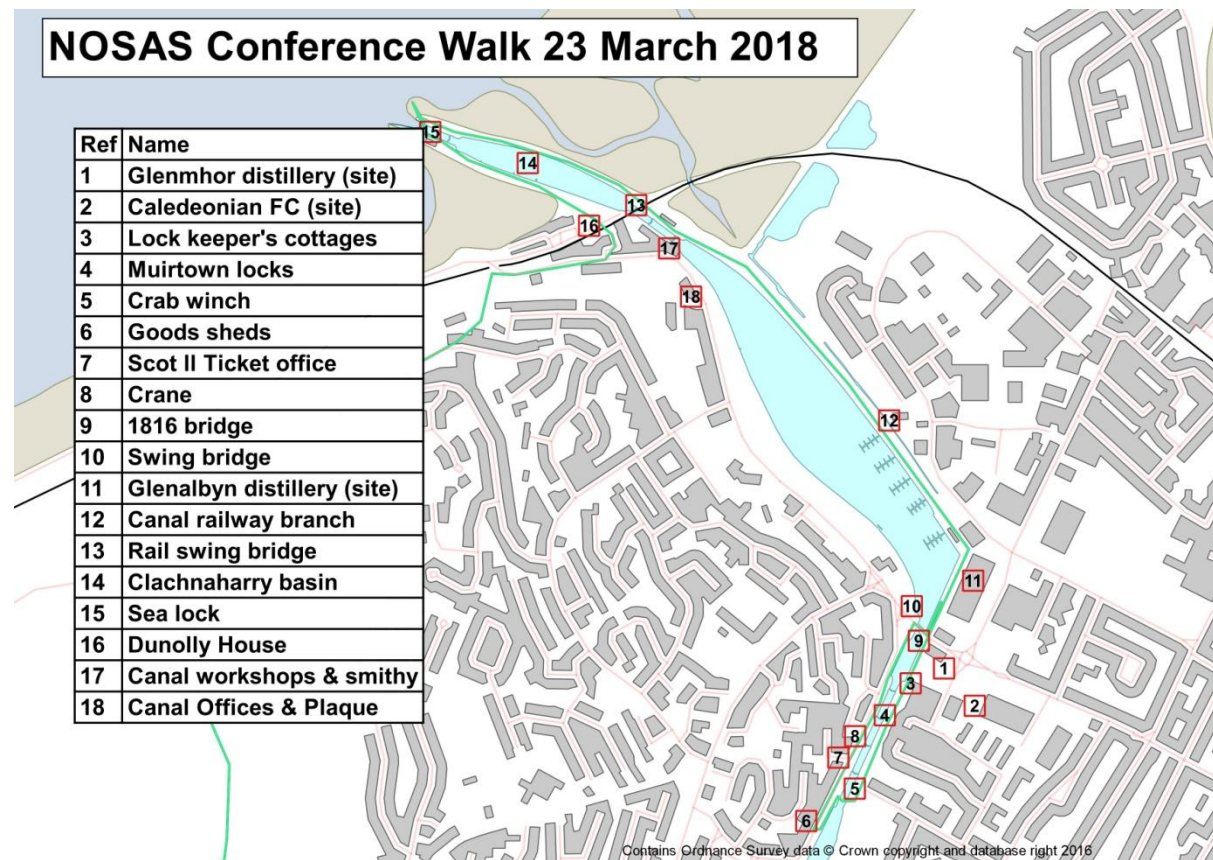 NOSAS Conference Walk 23 March 2018
Ref Name
1 Glenmhor distillery (site)
2 Caledeonian FC (site)
3 Lock keeper's cottages
4 Muirtown locks
5 Crab winch
6 Goods sheds
7 Scot II Ticket office
8 Crane
9 1816 bridge
10 Swing bridge
11 Glenalbyn distillery (site)
12 Canal railway branch
13 Rail swing bridge
14 Clachnaharry basin
15 Sea lock
16 Dunolly House
17 Canal workshops & smithy
18 Canal Offices & Plaque
15
14
13
16
17
18
12
11
10
9
1
3
2
4
8
7
5
6
Contains Ordnance Survey data © Crown copyright and database right 2016